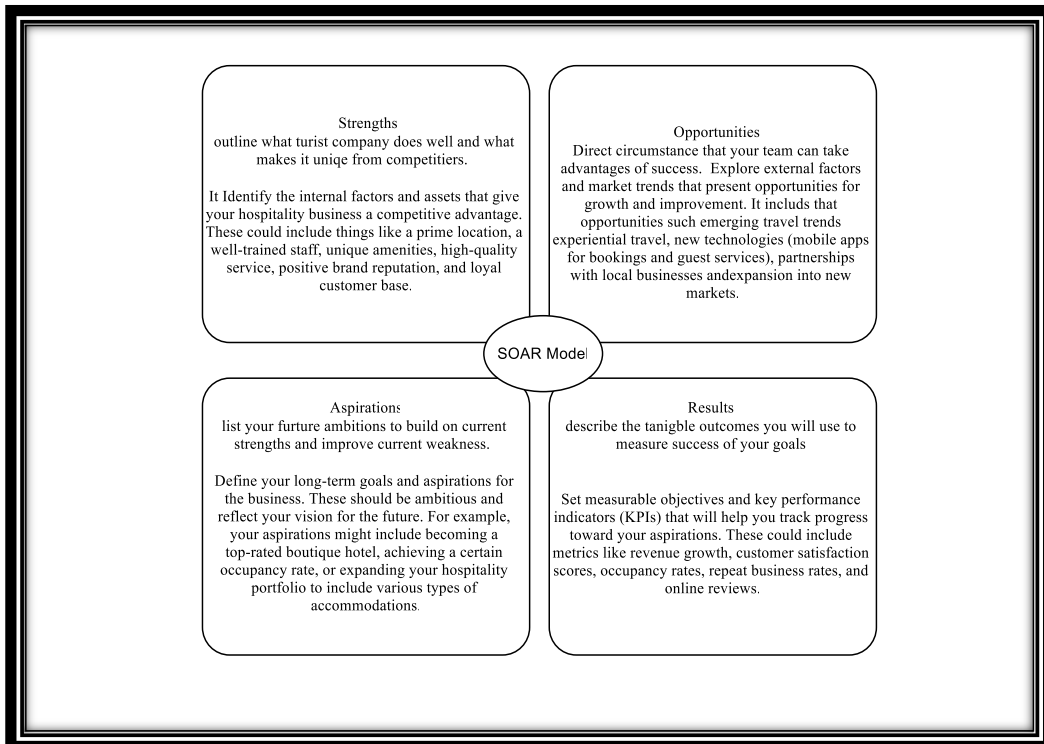 Strengths
outline what turist company does well and what
makes it uniqe from competitiers.
It Identify the internal factors and assets that give
your hospitality business a competitive advantage.
These could include things like a prime location, a
well-trained staff, unique amenities, high-quality
service, positive brand reputation, and loyal
customer base.
Opportunities
Direct circumstance that your team can take
advantages of success. Explore external factors
and market trends that present opportunities for
growth and improvement. It includs that
opportunities such emerging travel trends
experiential travel, new technologies (mobile apps
for bookings and guest services), partnerships
with local businesses andexpansion into new
markets.
SOAR Model
Aspirations
list your furture ambitions to build on current
strengths and improve current weakness.
Define your long-term goals and aspirations for
the business. These should be ambitious and
reflect your vision for the future. For example,
your aspirations might include becoming a
top-rated boutique hotel, achieving a certain
occupancy rate, or expanding your hospitality
portfolio to include various types of
accommodations.
Results
describe the tanigble outcomes you will use to
measure success of your goals
Set measurable objectives and key performance
indicators (KPIs) that will help you track progress
toward your aspirations. These could include
metrics like revenue growth, customer satisfaction
scores, occupancy rates, repeat business rates, and
online reviews.